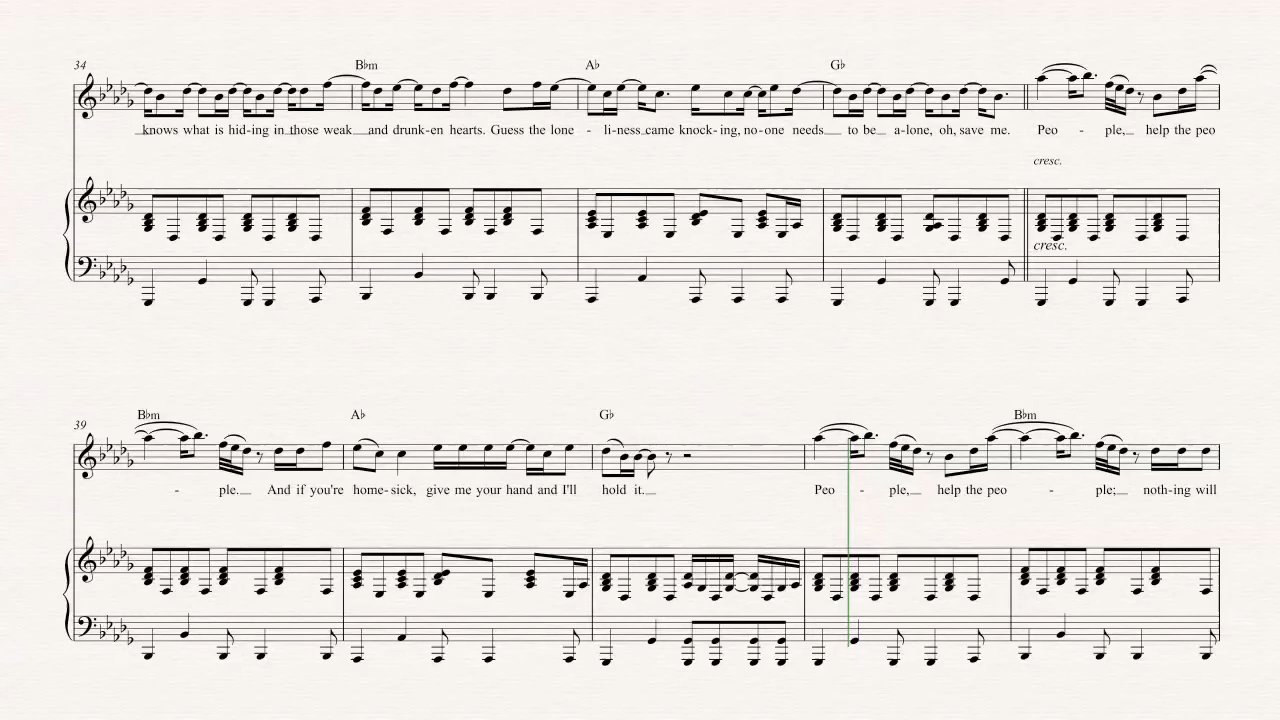 34 B♭m A♭ G♭
knows what is hid-ing in those weak and drunk-en hearts. Guess the lone - li-ness came knock-ing, no-one needs to be a-lone, oh, save me. Peo - ple, help the peo
cresc.
cresc.
B♭m A♭ G♭ B♭m
39
- ple. And if you're home-sick, give me your hand and I'll hold it. Peo - ple, help the peo - ple; noth-ing will